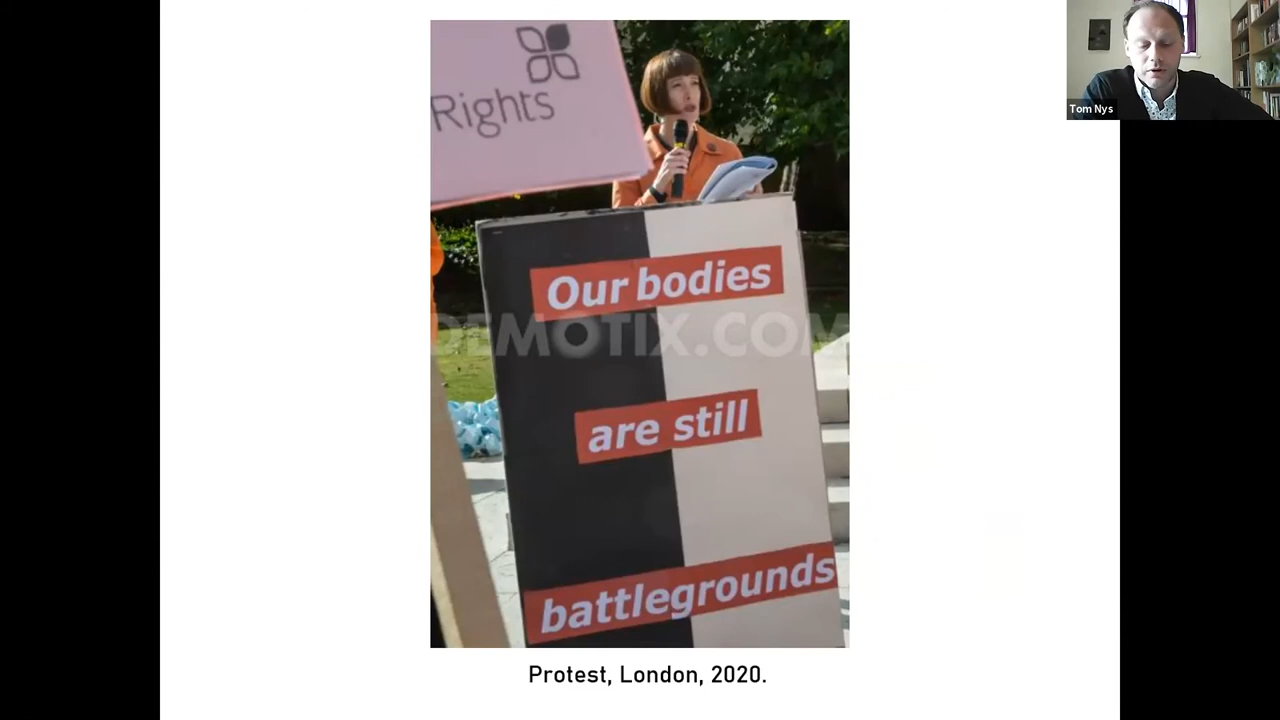 Rights
Our bodies
DEMOTIX.COM
are still
battlegrounds
Protest, London, 2020.
Tom Nys